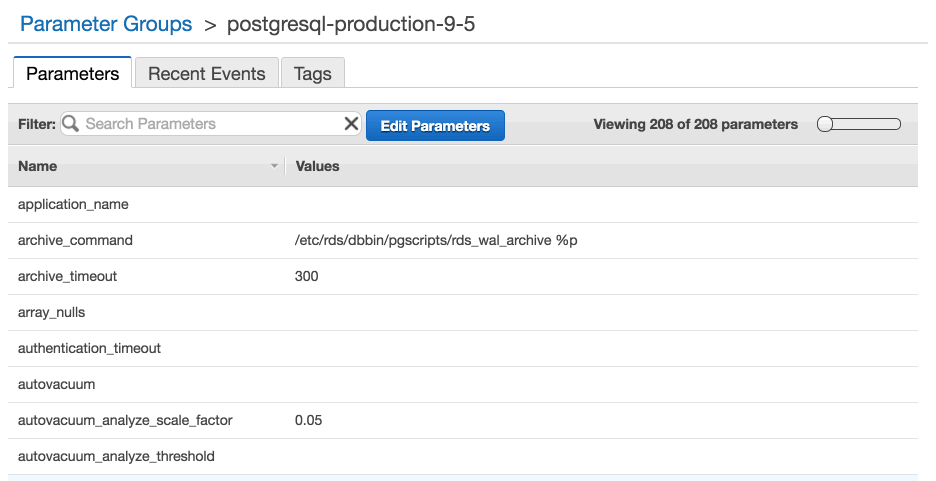 Parameter Groups > postgresql-production-9-5
Parameters Recent Events Tags
Filter: Search Parameters Edit Parameters Viewing 208 of 208 parameters
Name Values
application_name
archive_command /etc/rds/dbbin/pgscripts/rds_wal_archive %p
archive_timeout 300
array_nulls
authentication_timeout
autovacuum
autovacuum_analyze_scale_factor 0.05
autovacuum_analyze_threshold